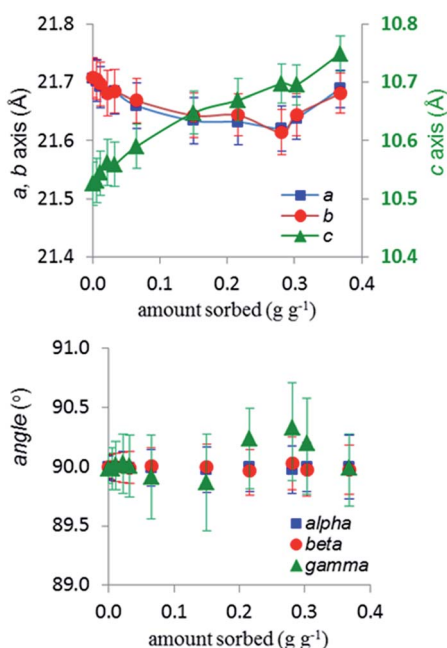 21.8
21.7
21.6
21.5
21.4
a, b axis (Å)
10.8
10.7
10.6
10.5
10.4
c axis (Å)
a
b
c
0.0 0.1 0.2 0.3 0.4
amount sorbed (g g⁻¹)
91.0
90.5
90.0
89.5
89.0
angle (°)
alpha
beta
gamma
0.0 0.1 0.2 0.3 0.4
amount sorbed (g g⁻¹)